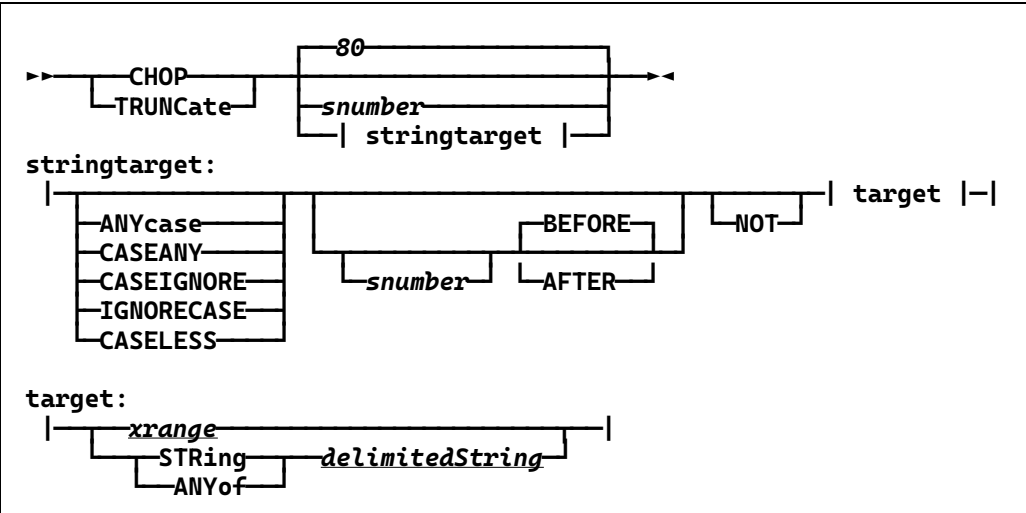 80
►►──CHOP──►◄
TRUNCate snumber
| stringtarget |
stringtarget:
| target |
ANYcase BEFORE NOT
CASEANY
CASEIGNORE snumber AFTER
IGNORECASE
CASELESS
target:
xrange
STRing delimitedString
ANYof